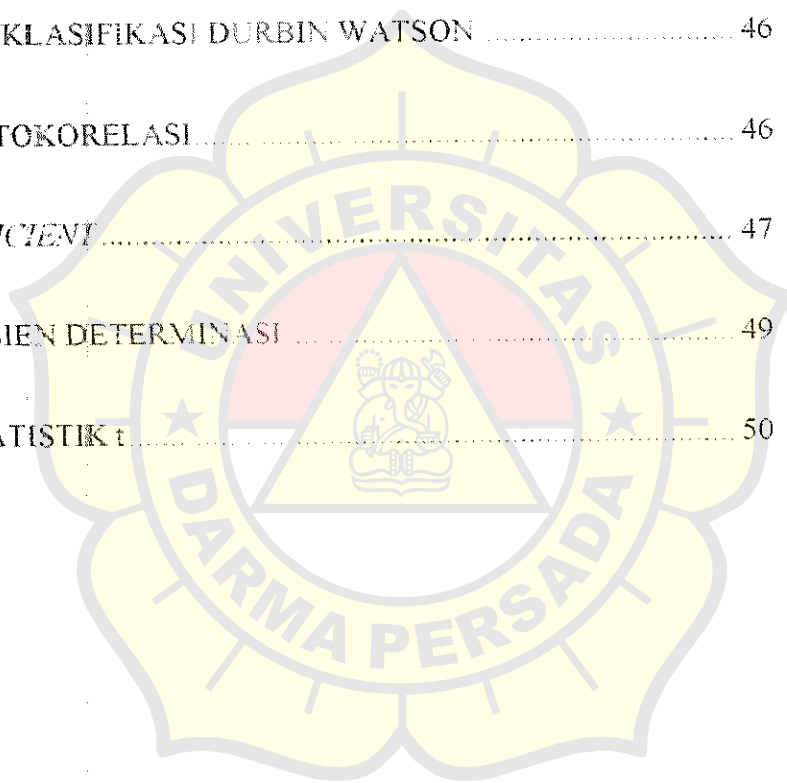 KLASIFIKASI DURBIN WATSON ........................................ 46
TOKORELASI ........................................ 46
ICIENT ........................................ 47
SIEN DETERMINASI ........................................ 49
ATISTIK t ........................................ 50
UNIVERSITAS
DARMA PERSADA